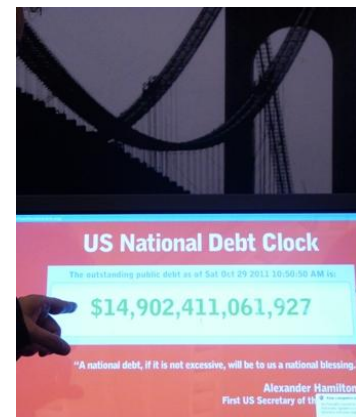 US National Debt Clock
The outstanding public debt as of Sat Oct 29 2011 10:50:50 AM is:
$14,902,411,061,927
"A national debt, if it is not excessive, will be to us a national blessing.
Alexander Hamilton
First US Secretary of th